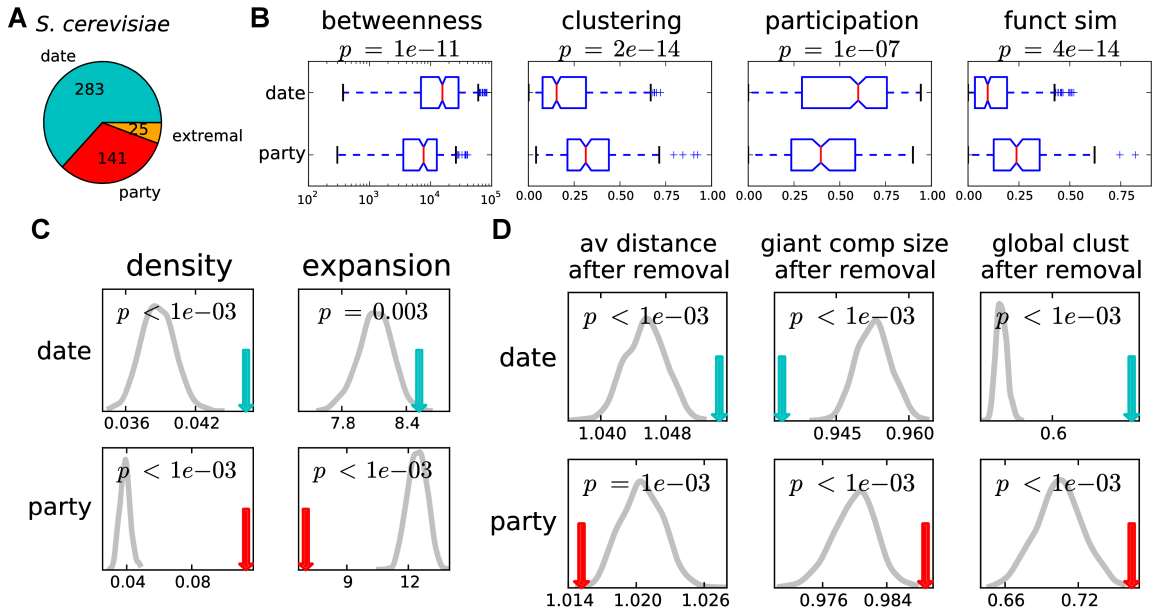 A S. cerevisiae
date
283
25
extremal
141
party
B
betweenness clustering participation funct sim
p = 1e−11 p = 2e−14 p = 1e−07 p = 4e−14
date
party
10^2 10^3 10^4 10^5 0.00 0.25 0.50 0.75 1.00 0.00 0.25 0.50 0.75 1.00 0.00 0.25 0.50 0.75
C
density expansion
date
p < 1e−03 p = 0.003
0.036 0.042 7.8 8.4
party
p < 1e−03 p < 1e−03
0.04 0.08 9 12
D
av distance giant comp size global clust
after removal after removal after removal
date
p < 1e−03 p < 1e−03 p < 1e−03
1.040 1.048 0.945 0.960 0.6
party
p = 1e−03 p < 1e−03 p < 1e−03
1.014 1.020 1.026 0.976 0.984 0.66 0.72